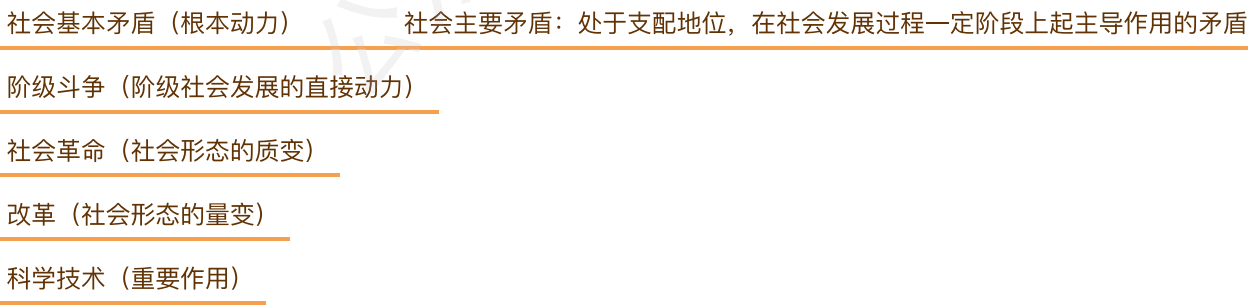 社会基本矛盾（根本动力） 社会主要矛盾：处于支配地位，在社会发展过程一定阶段上起主导作用的矛盾
阶级斗争（阶级社会发展的直接动力）
社会革命（社会形态的质变）
改革（社会形态的量变）
科学技术（重要作用）